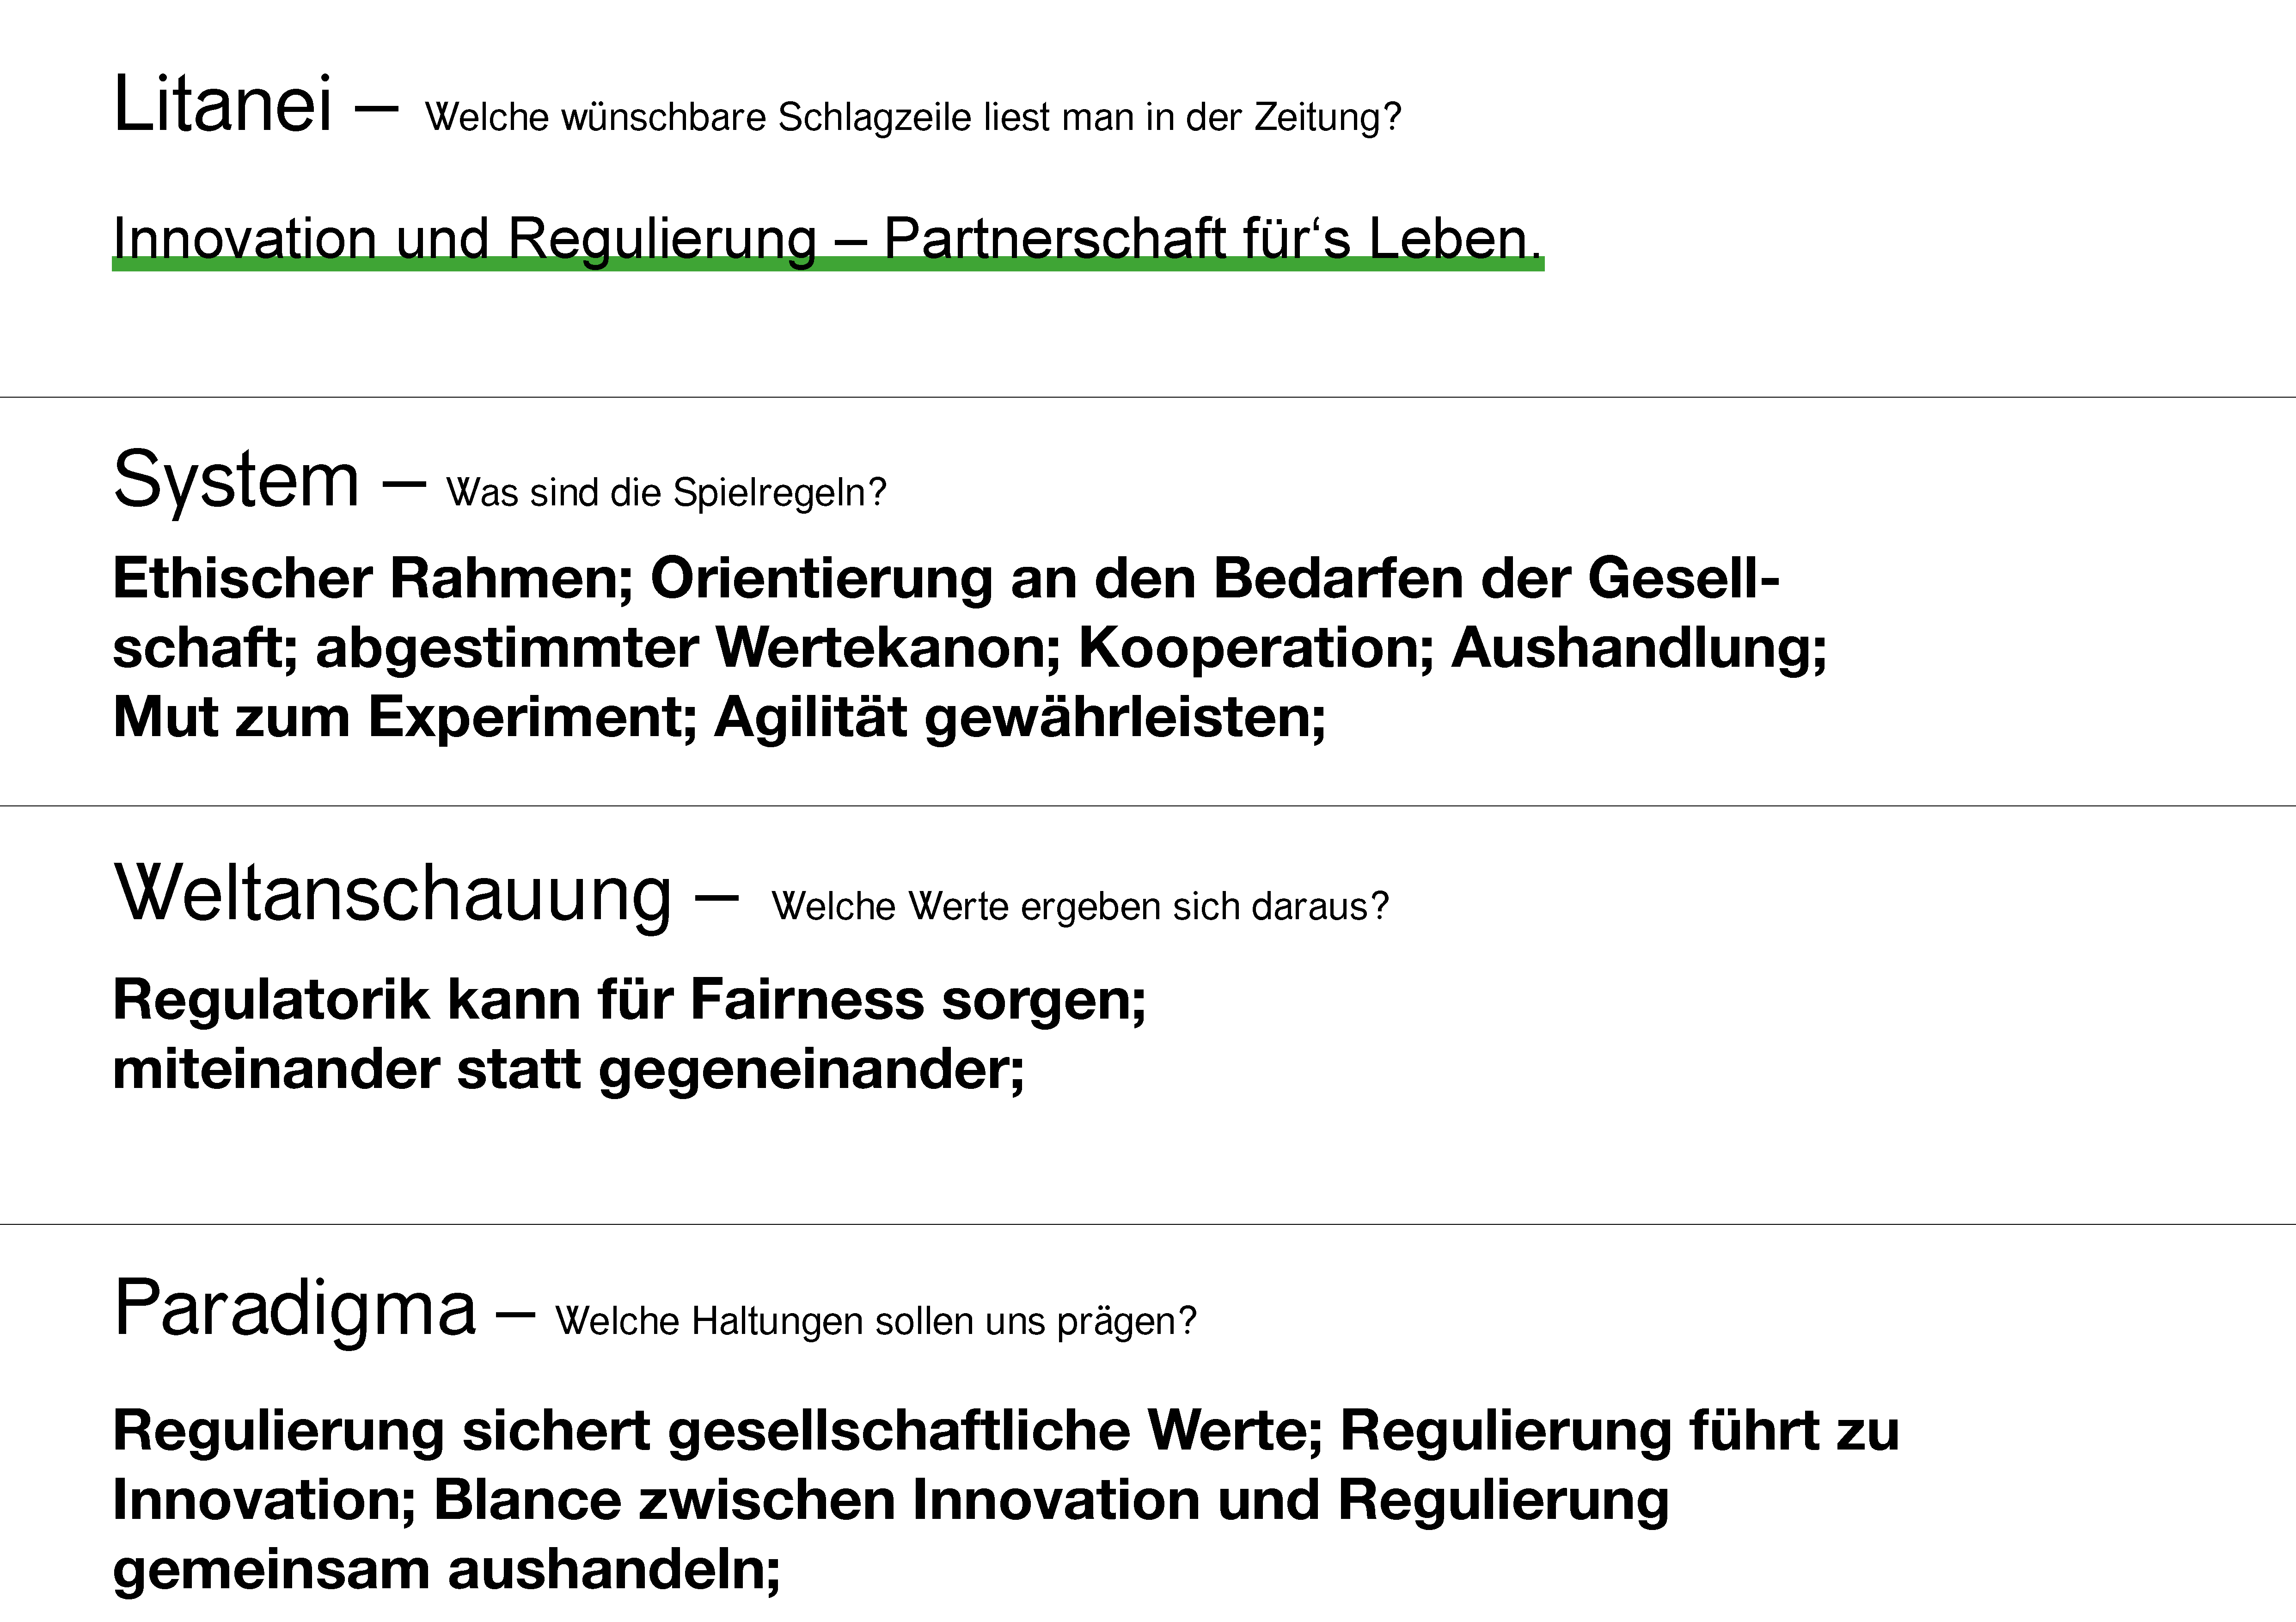 Litanei – Welche wünschbare Schlagzeile liest man in der Zeitung?
Innovation und Regulierung – Partnerschaft für‘s Leben.
System – Was sind die Spielregeln?
Ethischer Rahmen; Orientierung an den Bedarfen der Gesell-
schaft; abgestimmter Wertekanon; Kooperation; Aushandlung;
Mut zum Experiment; Agilität gewährleisten;
Weltanschauung – Welche Werte ergeben sich daraus?
Regulatorik kann für Fairness sorgen;
miteinander statt gegeneinander;
Paradigma – Welche Haltungen sollen uns prägen?
Regulierung sichert gesellschaftliche Werte; Regulierung führt zu
Innovation; Blance zwischen Innovation und Regulierung
gemeinsam aushandeln;